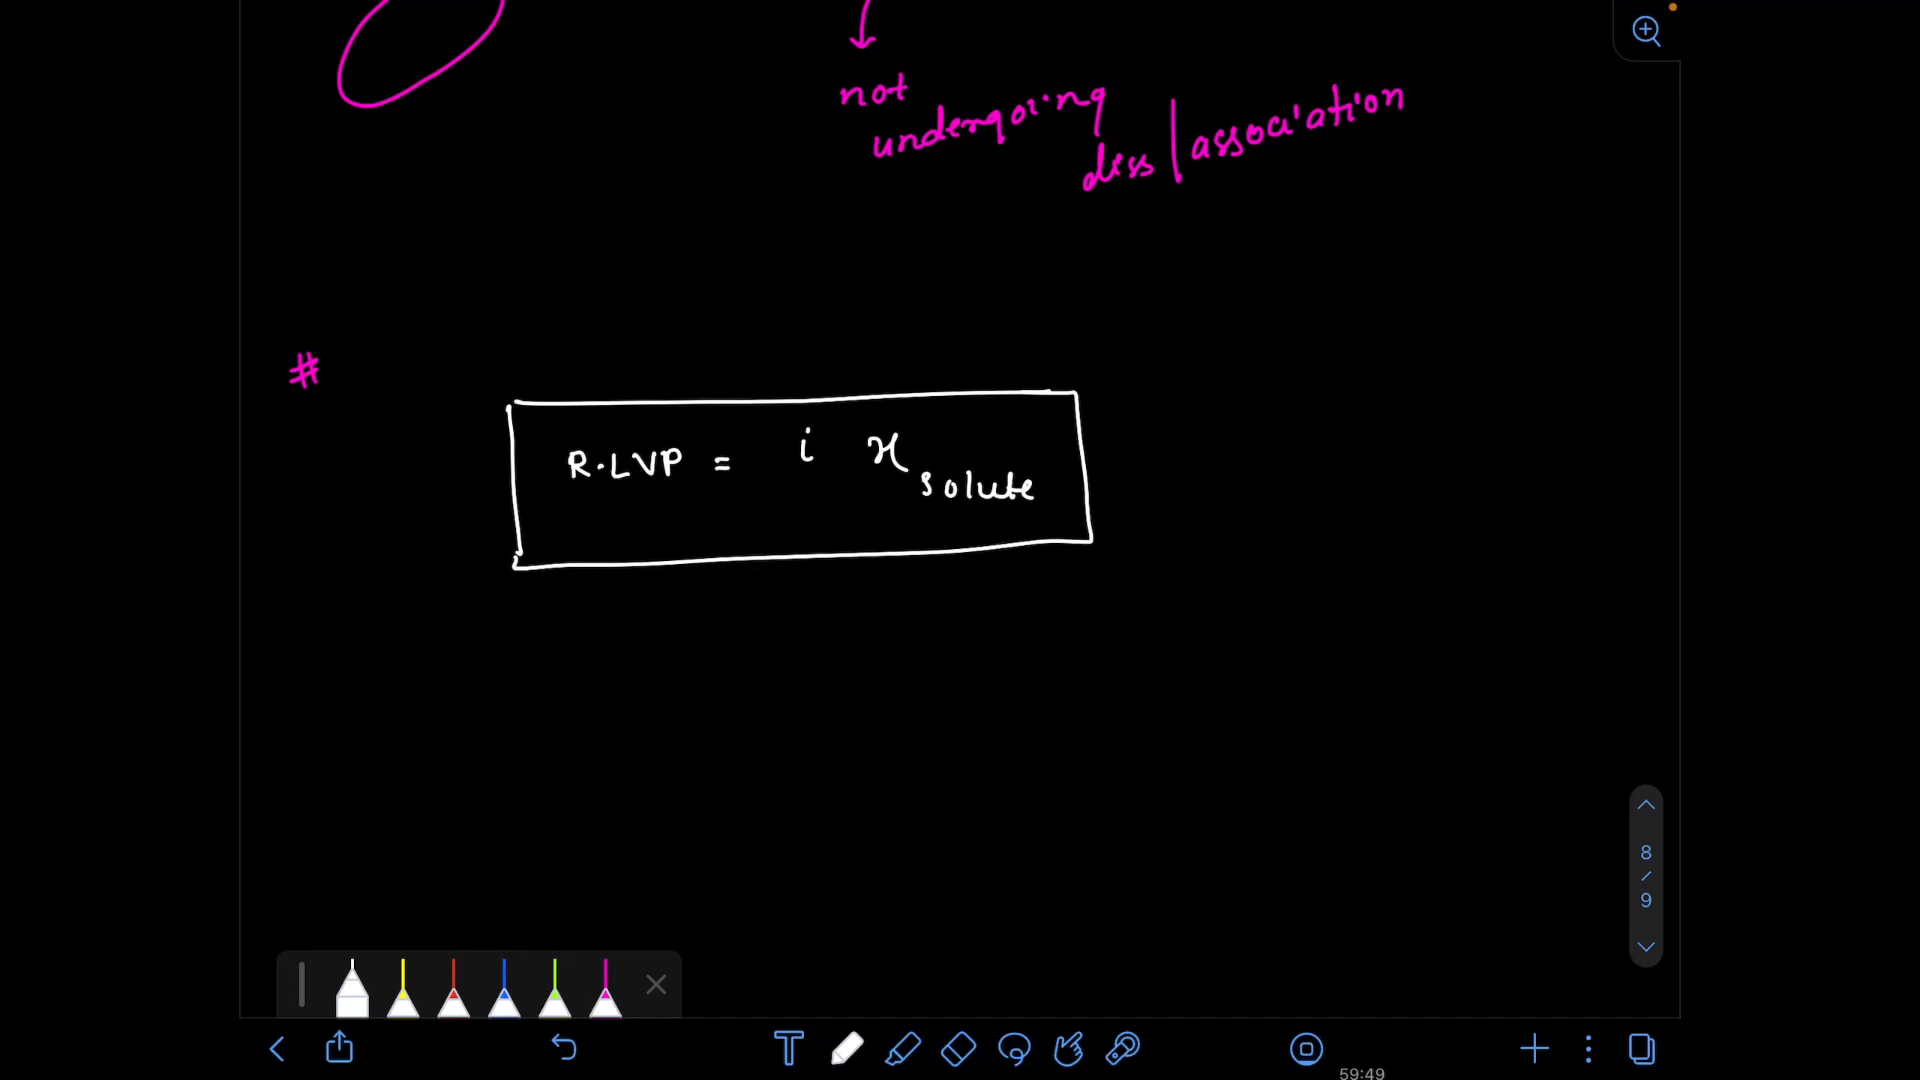 not
undergoing
diss | association
#
R.LVP = i x solute
8
/
9
T
59:49